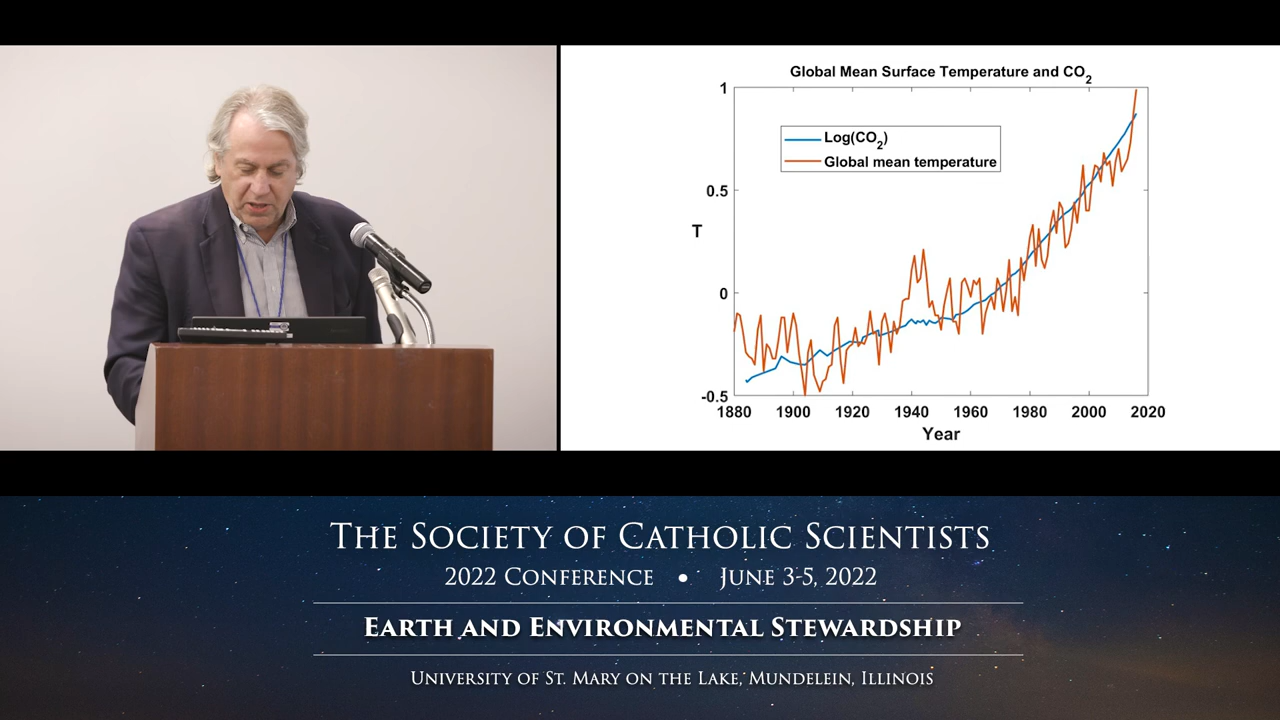 Global Mean Surface Temperature and CO2
1
0.5
0
-0.5
T
Log(CO2)
Global mean temperature
1880 1900 1920 1940 1960 1980 2000 2020
Year
The Society of Catholic Scientists
2022 Conference • June 3-5, 2022
Earth and Environmental Stewardship
University of St. Mary on the Lake, Mundelein, Illinois